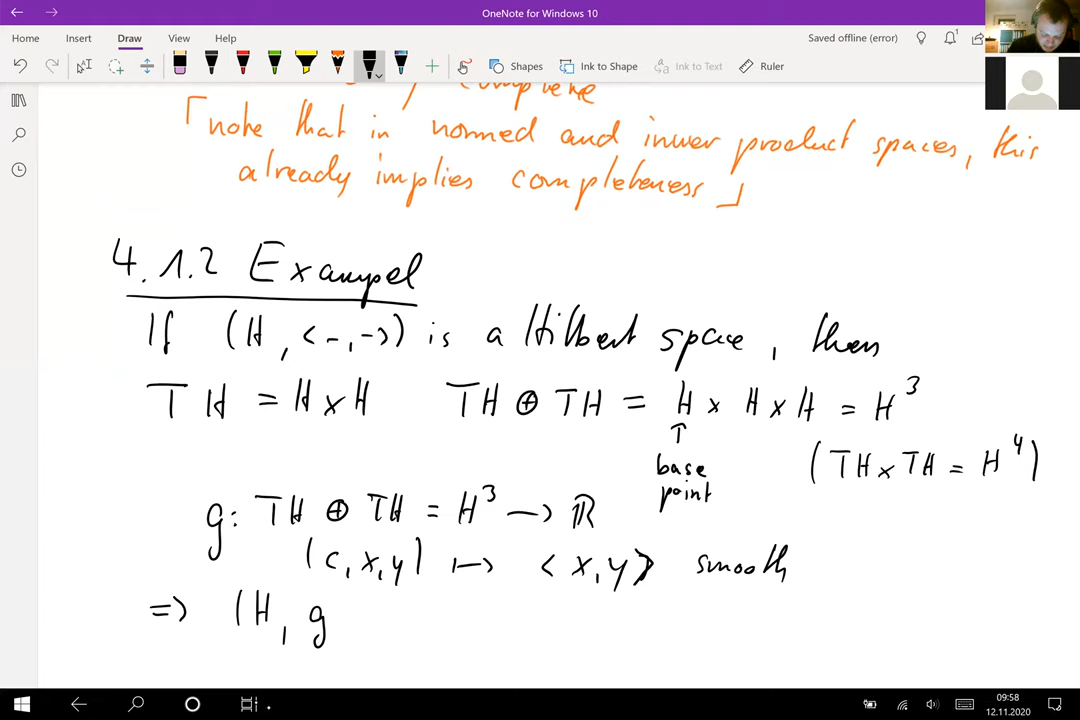 OneNote for Windows 10
Home Insert Draw View Help
Saved offline (error)
Shapes Ink to Shape Ink to Text Ruler
complete
「note that in normed and inner product spaces, this
already implies completeness」
4.1.2 Exampel
If (H, <-,->) is a Hilbert space, then
TH = H×H TH ⊕ TH = H × H × H = H³
↑
base
point
(TH×TH = H⁴)
g: TH ⊕ TH = H³ → ℝ
(c, x, y) ↦ <x, y> smooth
=> (H, g
09:58
12.11.2020